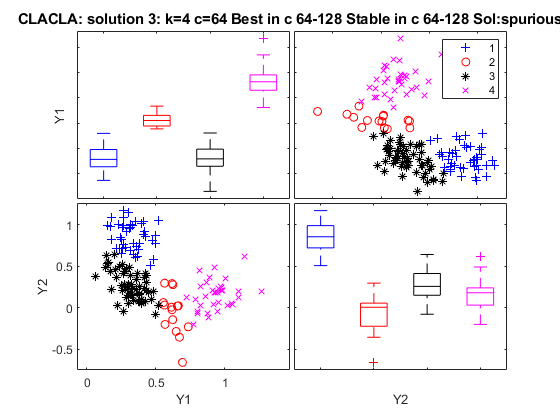 CLACLA: solution 3: k=4 c=64 Best in c 64-128 Stable in c 64-128 Sol:spurious
Y1
1
2
3
4
Y2
1
0.5
0
-0.5
0
0.5
1
Y1
Y2